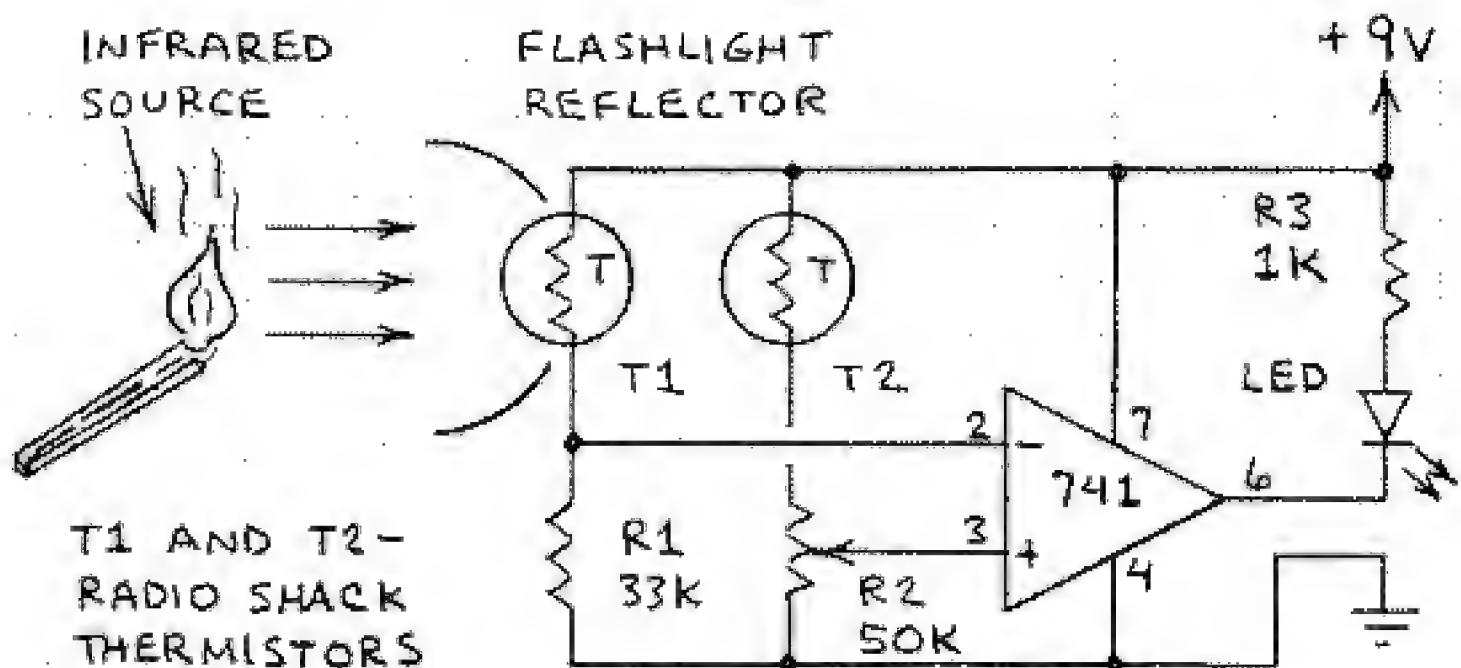 INFRARED
SOURCE
FLASHLIGHT
REFLECTOR
+9V
T
T
R3
1K
T1
T2
LED
2
-
7
741
6
3
+
4
R1
33K
R2
50K
T1 AND T2-
RADIO SHACK
THERMISTORS